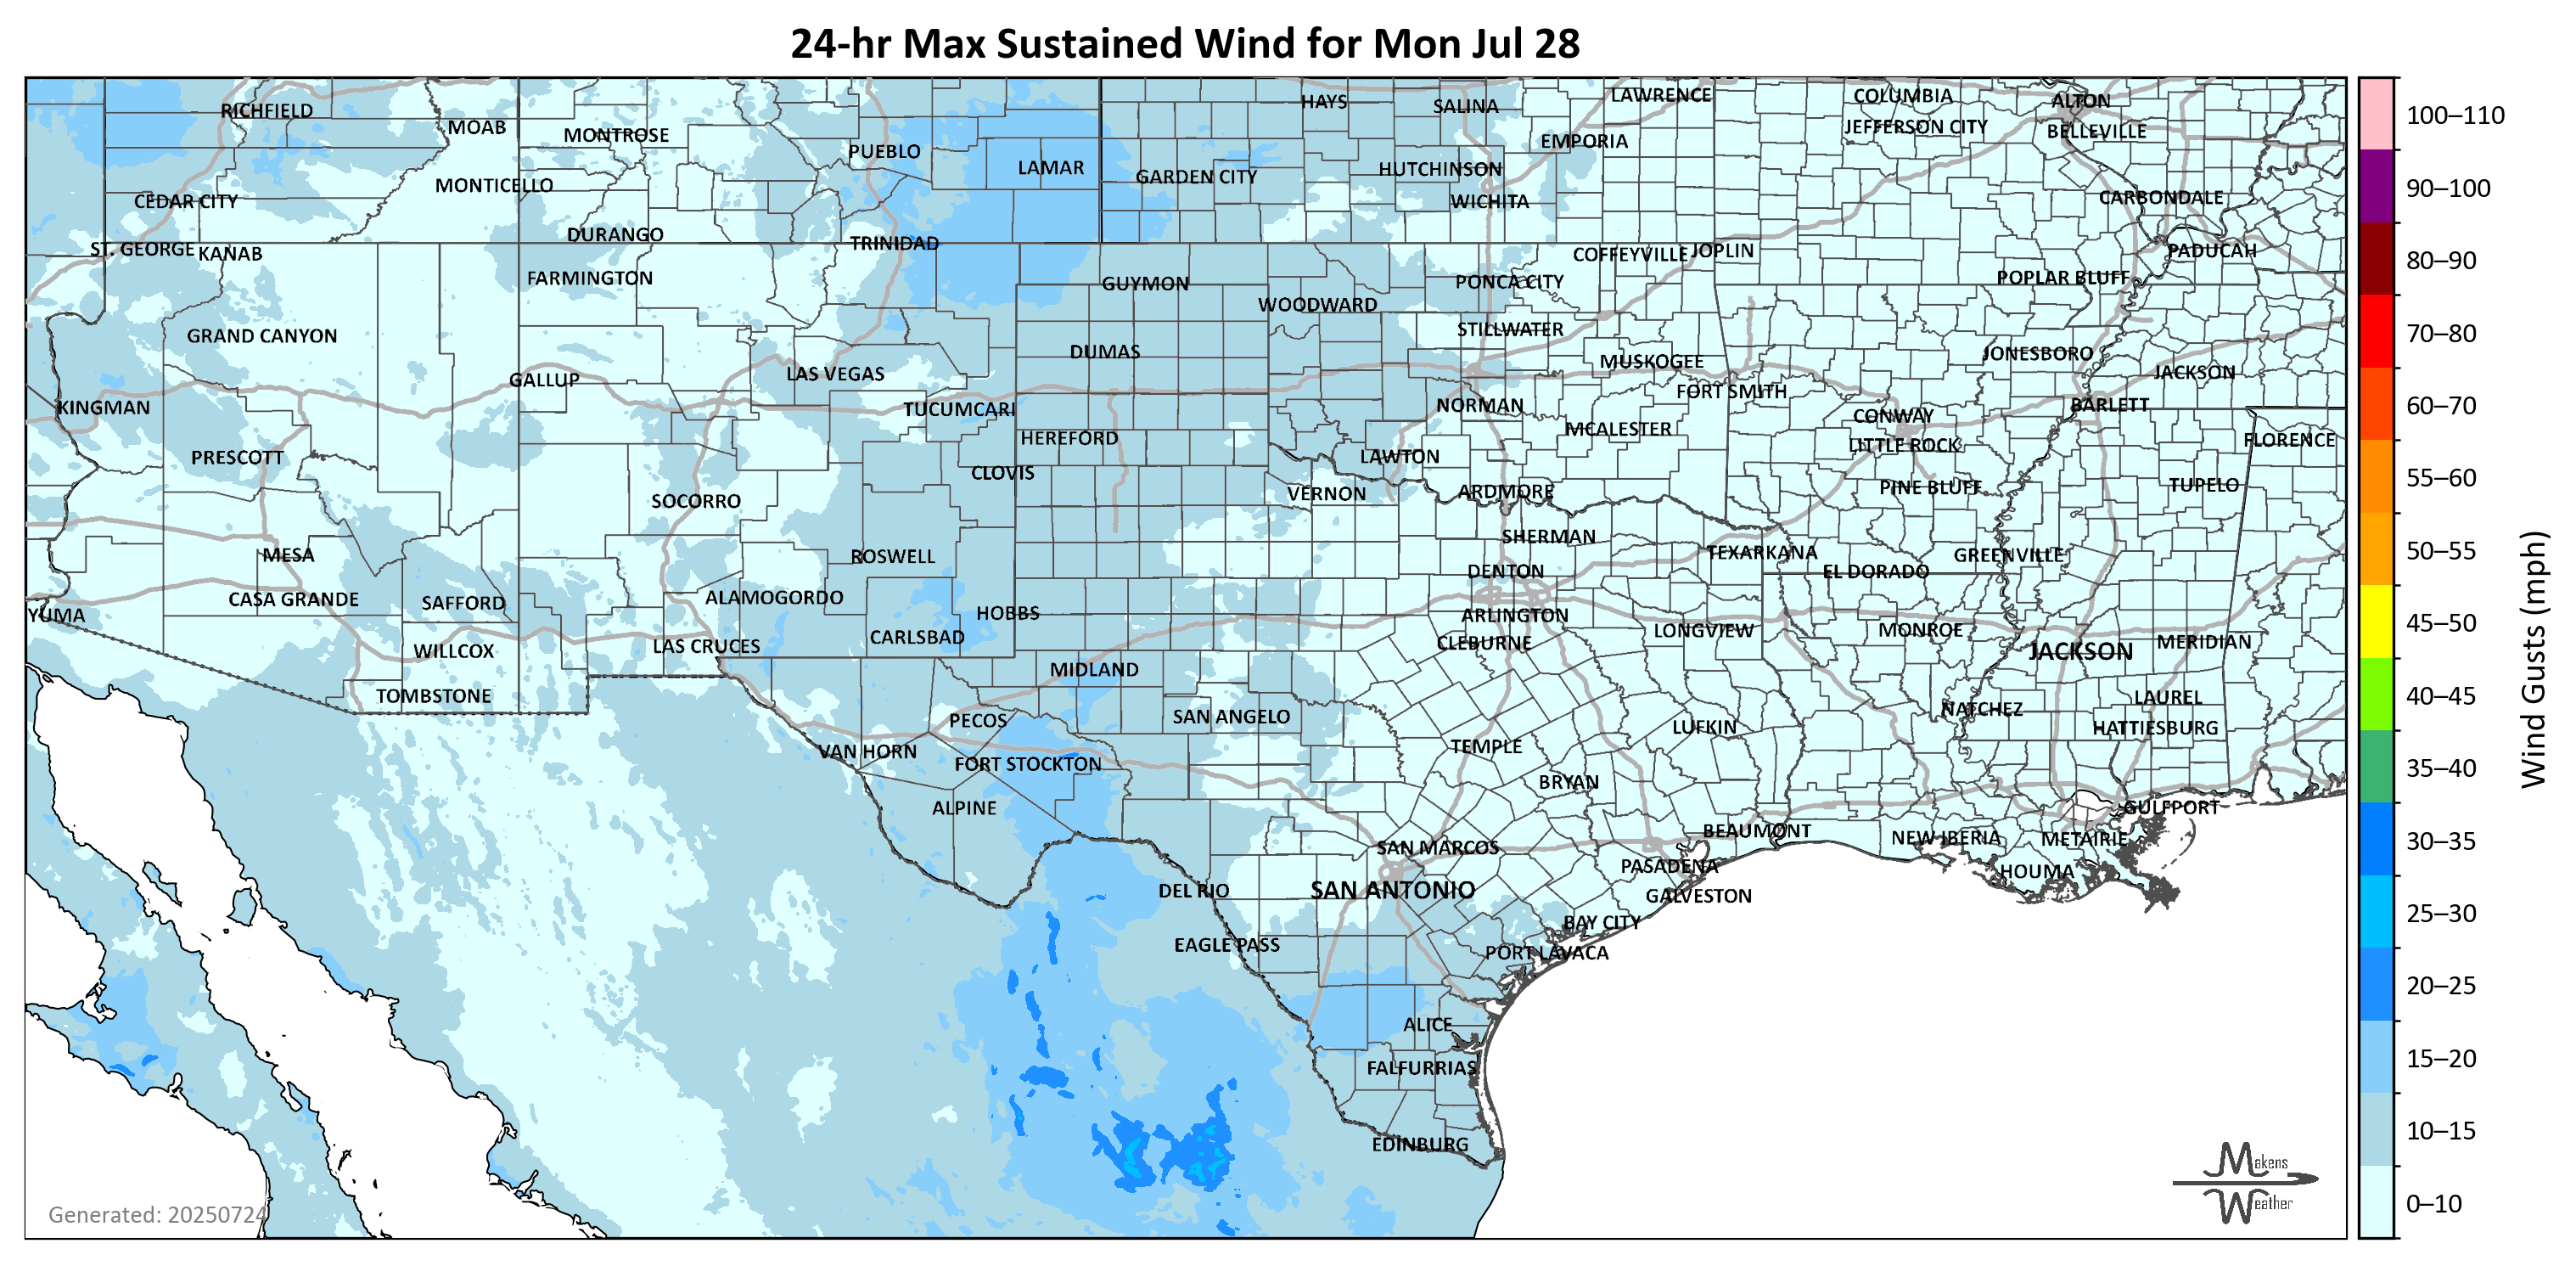 24-hr Max Sustained Wind for Mon Jul 28
RICHFIELD
MOAB
MONTROSE
PUEBLO
LAMAR
HAYS
SALINA
LAWRENCE
COLUMBIA
ALTON
JEFFERSON CITY
BELLEVILLE
EMPORIA
GARDEN CITY
HUTCHINSON
WICHITA
MONTICELLO
CEDAR CITY
CARBONDALE
DURANGO
TRINIDAD
ST. GEORGE
KANAB
FARMINGTON
GUYMON
WOODWARD
PONCA CITY
COFFEYVILLE
JOPLIN
POPLAR BLUFF
PADUCAH
GRAND CANYON
STILLWATER
DUMAS
MUSKOGEE
JONESBORO
JACKSON
GALLUP
LAS VEGAS
FORT SMITH
KINGMAN
TUCUMCARI
NORMAN
CONWAY
BARLETT
HEREFORD
MCALESTER
LITTLE ROCK
FLORENCE
PRESCOTT
CLOVIS
LAWTON
SOCORRO
VERNON
ARDMORE
PINE BLUFF
TUPELO
MESA
ROSWELL
SHERMAN
TEXARKANA
GREENVILLE
DENTON
EL DORADO
CASA GRANDE
SAFFORD
ALAMOGORDO
HOBBS
ARLINGTON
YUMA
CARLSBAD
CLEBURNE
LONGVIEW
MONROE
JACKSON
MERIDIAN
WILLCOX
LAS CRUCES
MIDLAND
TOMBSTONE
PECOS
SAN ANGELO
LUFKIN
NATCHEZ
LAUREL
HATTIESBURG
VAN HORN
FORT STOCKTON
TEMPLE
BRYAN
ALPINE
GULFPORT
SAN MARCOS
BEAUMONT
NEW IBERIA
METAIRIE
PASADENA
HOUMA
DEL RIO
SAN ANTONIO
GALVESTON
BAY CITY
EAGLE PASS
PORT LAVACA
ALICE
FALFURRIAS
EDINBURG
Generated: 20250724
Makens
Weather
100–110
90–100
80–90
70–80
60–70
55–60
50–55
45–50
40–45
35–40
30–35
25–30
20–25
15–20
10–15
0–10
Wind Gusts (mph)